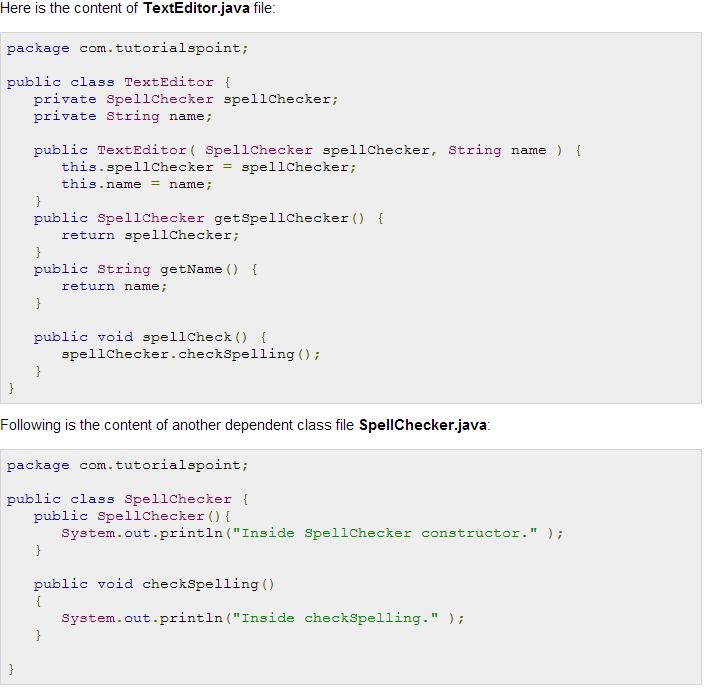 Here is the content of TextEditor.java file:
package com.tutorialspoint;
public class TextEditor {
private SpellChecker spellChecker;
private String name;
public TextEditor( SpellChecker spellChecker, String name ) {
this.spellChecker = spellChecker;
this.name = name;
}
public SpellChecker getSpellChecker() {
return spellChecker;
}
public String getName() {
return name;
}
public void spellCheck() {
spellChecker.checkSpelling();
}
}
Following is the content of another dependent class file SpellChecker.java:
package com.tutorialspoint;
public class SpellChecker {
public SpellChecker(){
System.out.println("Inside SpellChecker constructor." );
}
public void checkSpelling()
{
System.out.println("Inside checkSpelling." );
}
}